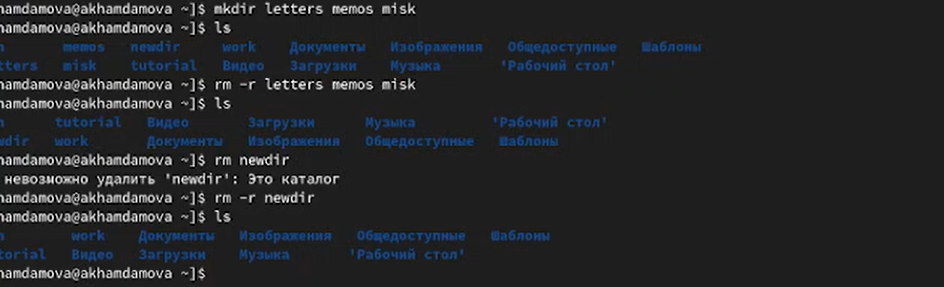 hamdamova@akhamdamova ~]$ mkdir letters memos misk
hamdamova@akhamdamova ~]$ ls
memos newdir work Документы Изображения Общедоступные Шаблоны
tters misk tutorial Видео Загрузки Музыка 'Рабочий стол'
hamdamova@akhamdamova ~]$ rm -r letters memos misk
hamdamova@akhamdamova ~]$ ls
tutorial Видео Загрузки Музыка 'Рабочий стол'
wdir work Документы Изображения Общедоступные Шаблоны
hamdamova@akhamdamova ~]$ rm newdir
невозможно удалить 'newdir': Это каталог
hamdamova@akhamdamova ~]$ rm -r newdir
hamdamova@akhamdamova ~]$ ls
work Документы Изображения Общедоступные Шаблоны
torial Видео Загрузки Музыка 'Рабочий стол'
hamdamova@akhamdamova ~]$